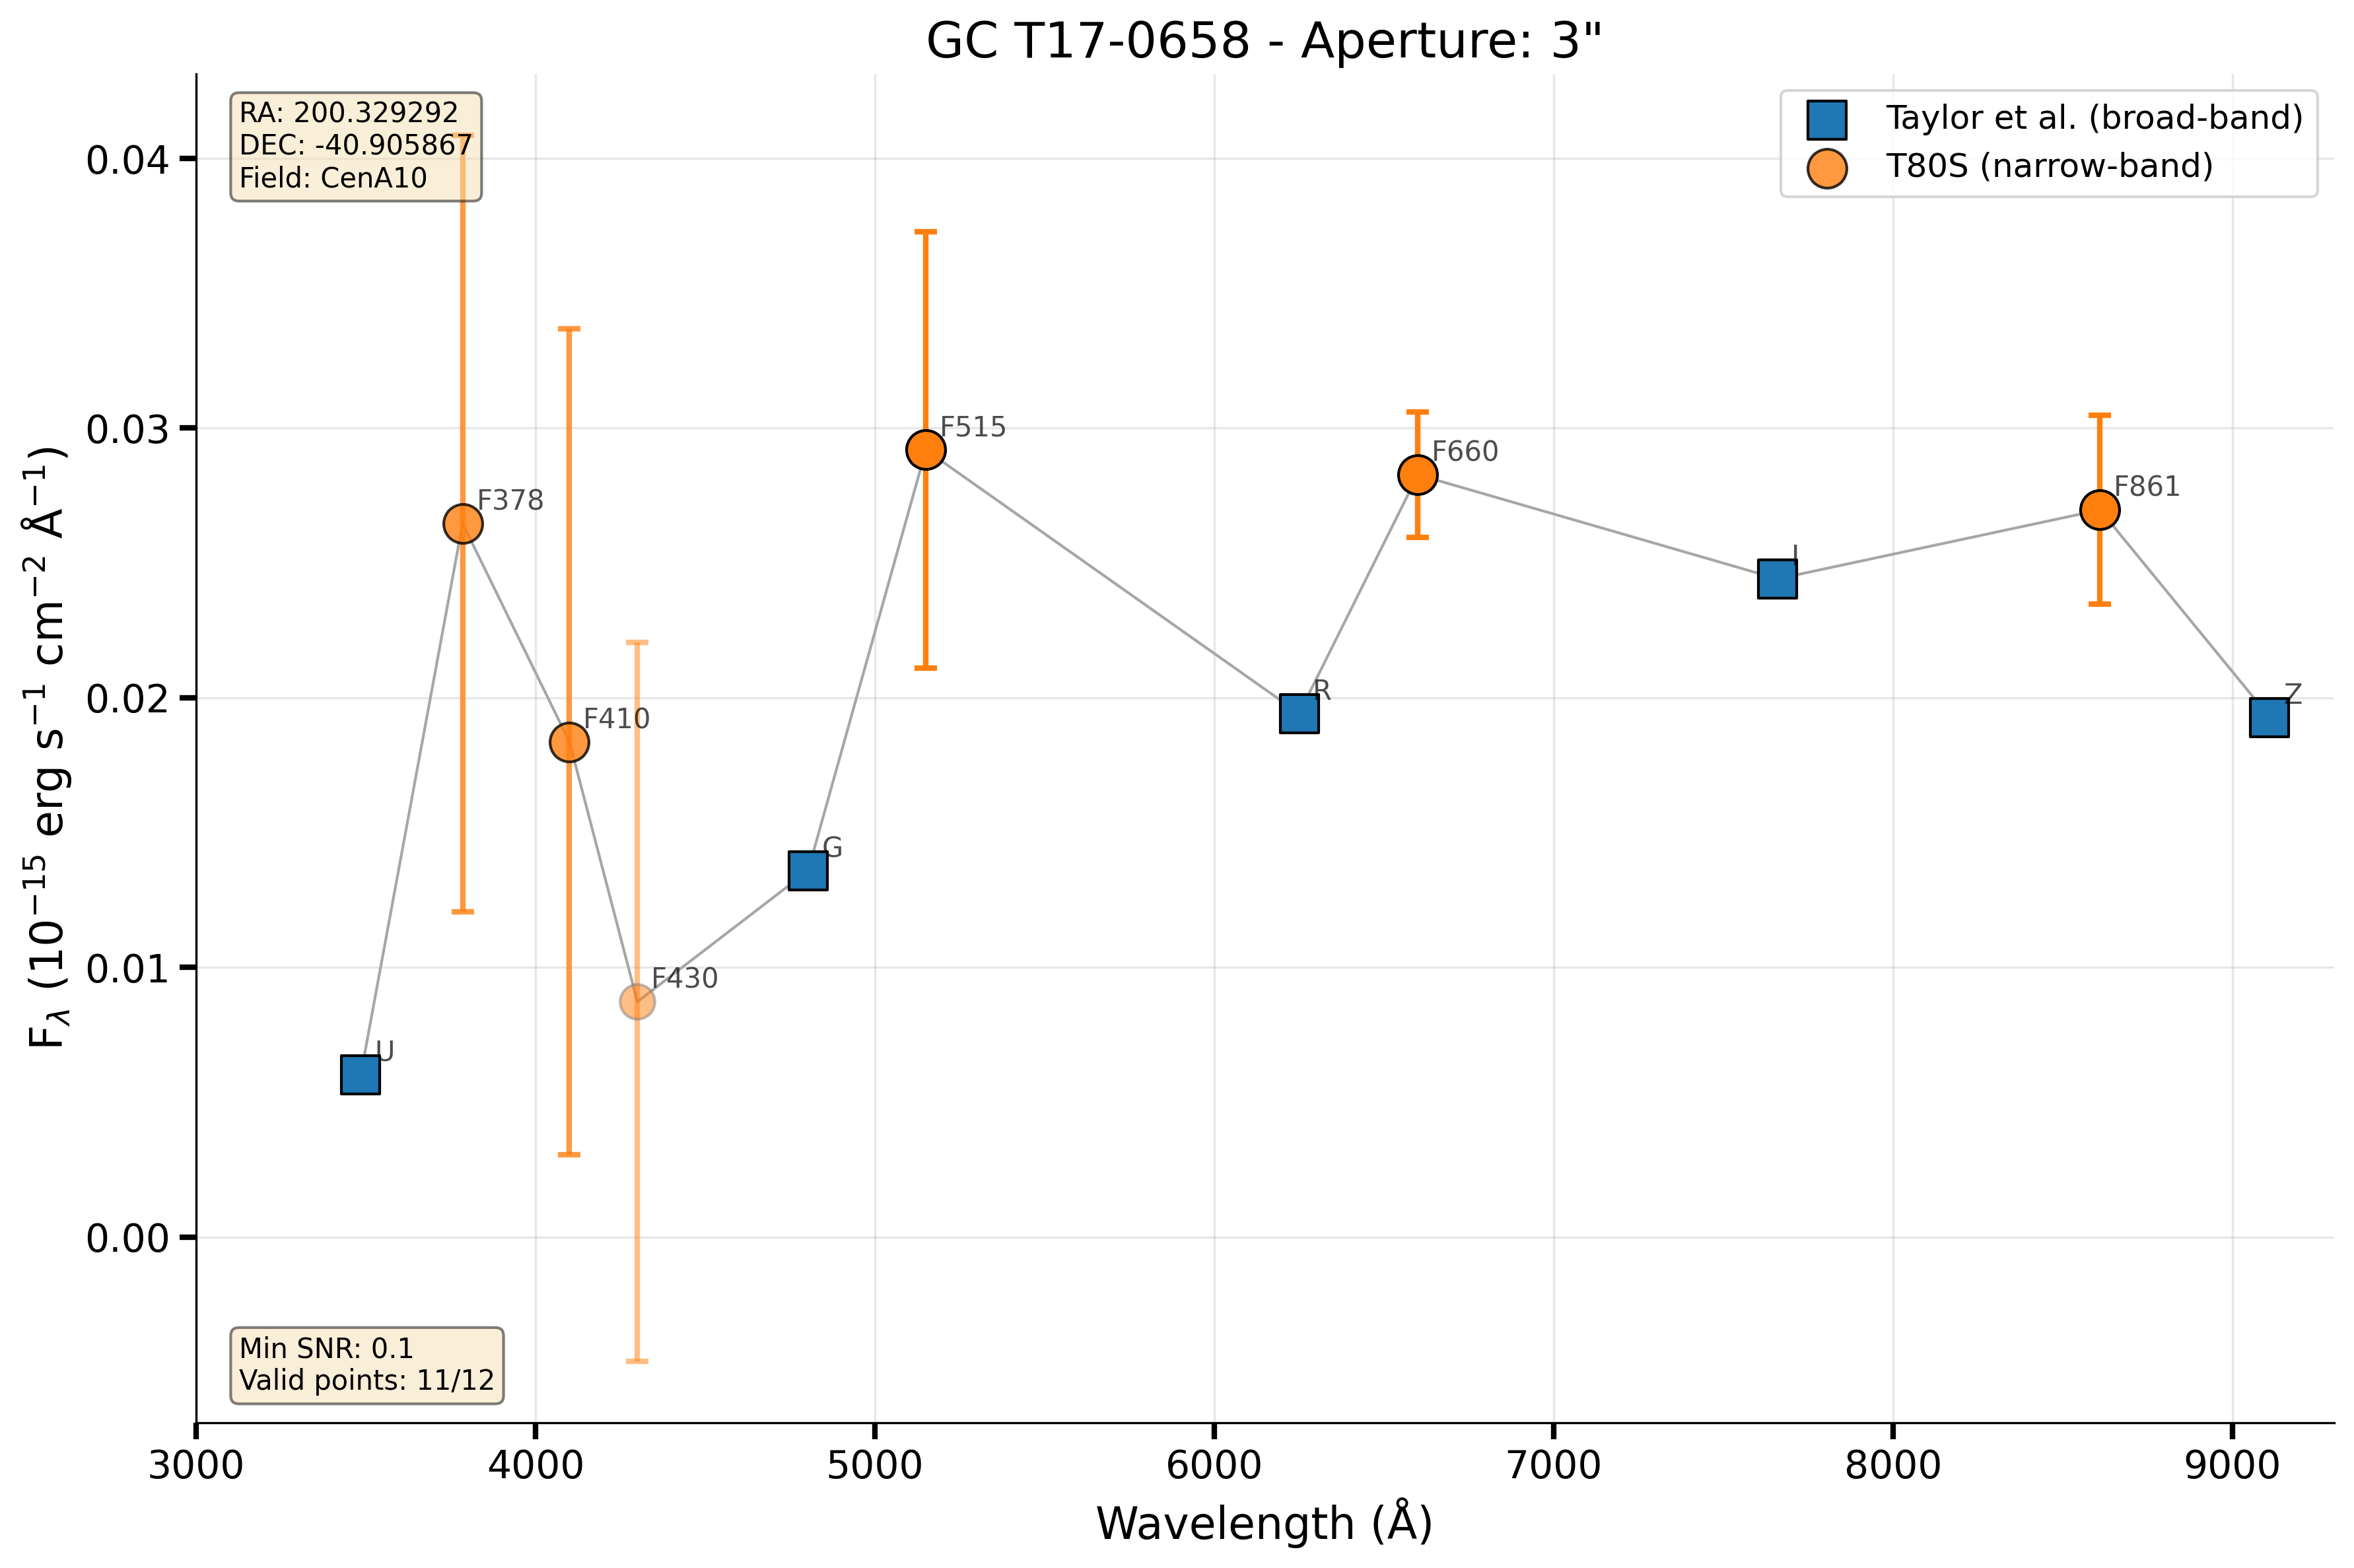 GC T17-0658 - Aperture: 3"
RA: 200.329292
DEC: -40.905867
Field: CenA10
Taylor et al. (broad-band)
T80S (narrow-band)
0.04
0.03
0.02
0.01
0.00
F$_λ$ (10⁻¹⁵ erg s⁻¹ cm⁻² Å⁻¹)
U
F378
F410
F430
G
F515
R
F660
I
F861
Z
Min SNR: 0.1
Valid points: 11/12
3000 4000 5000 6000 7000 8000 9000
Wavelength (Å)